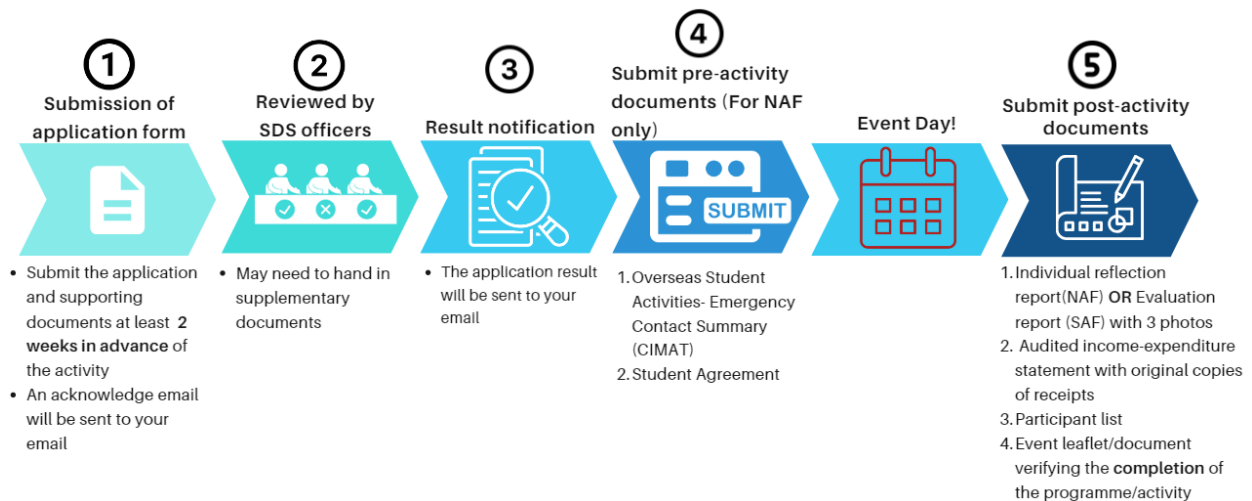 1
Submission of
application form
• Submit the application
and supporting
documents at least 2
weeks in advance of
the activity
• An acknowledge email
will be sent to your
email
2
Reviewed by
SDS officers
• May need to hand in
supplementary
documents
3
Result notification
• The application result
will be sent to your
email
4
Submit pre-activity
documents (For NAF
only)
SUBMIT
1. Overseas Student
Activities- Emergency
Contact Summary
(CIMAT)
2. Student Agreement
Event Day!
5
Submit post-activity
documents
1. Individual reflection
report(NAF) OR Evaluation
report (SAF) with 3 photos
2. Audited income-expenditure
statement with original copies
of receipts
3. Participant list
4. Event leaflet/document
verifying the completion of
the programme/activity